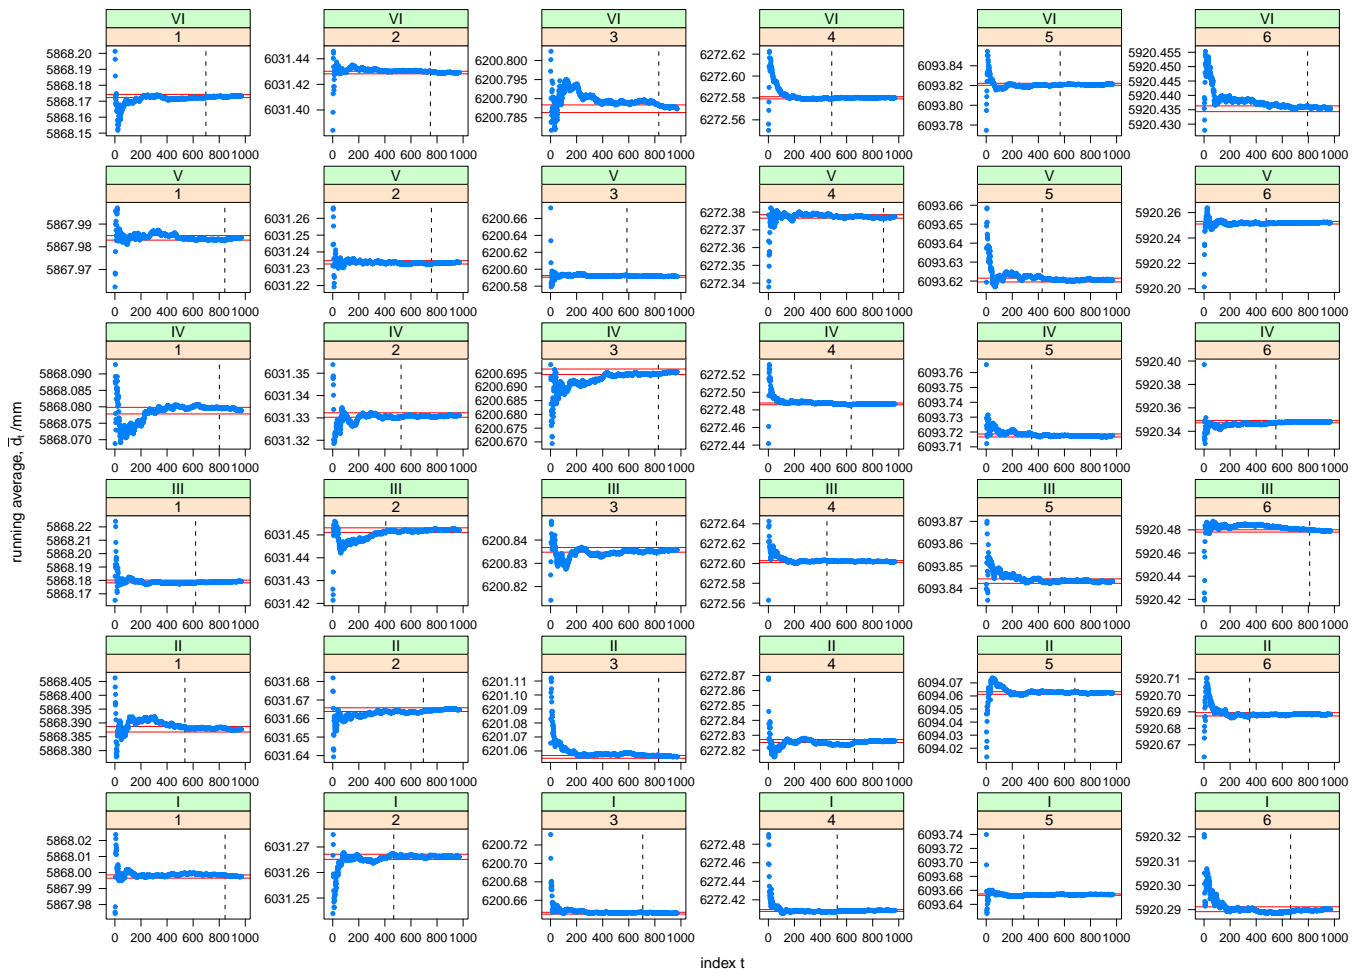 VI VI VI VI VI VI
1 2 3 4 5 6
5868.20 5868.19 5868.18 5868.17 5868.16 5868.15
6031.44 6031.42 6031.40
6200.800 6200.795 6200.790 6200.785
6272.62 6272.60 6272.58 6272.56
6093.84 6093.82 6093.80 6093.78
5920.455 5920.450 5920.445 5920.440 5920.435 5920.430
0 200 400 600 800 1000 0 200 400 600 800 1000 0 200 400 600 800 1000 0 200 400 600 800 1000 0 200 400 600 800 1000 0 200 400 600 800 1000
V V V V V V
1 2 3 4 5 6
5867.99 5867.98 5867.97
6031.26 6031.25 6031.24 6031.23 6031.22
6200.66 6200.64 6200.62 6200.60 6200.58
6272.38 6272.37 6272.36 6272.35 6272.34
6093.66 6093.65 6093.64 6093.63 6093.62
5920.26 5920.24 5920.22 5920.20
0 200 400 600 800 1000 0 200 400 600 800 1000 0 200 400 600 800 1000 0 200 400 600 800 1000 0 200 400 600 800 1000 0 200 400 600 800 1000
IV IV IV IV IV IV
1 2 3 4 5 6
5868.090 5868.085 5868.080 5868.075 5868.070
6031.35 6031.34 6031.33 6031.32
6200.695 6200.690 6200.685 6200.680 6200.675 6200.670
6272.52 6272.50 6272.48 6272.46 6272.44
6093.76 6093.75 6093.74 6093.73 6093.72 6093.71
5920.40 5920.38 5920.36 5920.34
0 200 400 600 800 1000 0 200 400 600 800 1000 0 200 400 600 800 1000 0 200 400 600 800 1000 0 200 400 600 800 1000 0 200 400 600 800 1000
running average, d̅t /mm
III III III III III III
1 2 3 4 5 6
5868.22 5868.21 5868.20 5868.19 5868.18 5868.17
6031.45 6031.44 6031.43 6031.42
6200.84 6200.83 6200.82
6272.64 6272.62 6272.60 6272.58 6272.56
6093.87 6093.86 6093.85 6093.84
5920.48 5920.46 5920.44 5920.42
0 200 400 600 800 1000 0 200 400 600 800 1000 0 200 400 600 800 1000 0 200 400 600 800 1000 0 200 400 600 800 1000 0 200 400 600 800 1000
II II II II II II
1 2 3 4 5 6
5868.405 5868.400 5868.395 5868.390 5868.385 5868.380
6031.68 6031.67 6031.66 6031.65 6031.64
6201.11 6201.10 6201.09 6201.08 6201.07 6201.06
6272.87 6272.86 6272.85 6272.84 6272.83 6272.82
6094.07 6094.06 6094.05 6094.04 6094.03 6094.02
5920.71 5920.70 5920.69 5920.68 5920.67
0 200 400 600 800 1000 0 200 400 600 800 1000 0 200 400 600 800 1000 0 200 400 600 800 1000 0 200 400 600 800 1000 0 200 400 600 800 1000
I I I I I I
1 2 3 4 5 6
5868.02 5868.01 5868.00 5867.99 5867.98
6031.27 6031.26 6031.25
6200.72 6200.70 6200.68 6200.66
6272.48 6272.46 6272.44 6272.42
6093.74 6093.72 6093.70 6093.68 6093.66 6093.64
5920.32 5920.31 5920.30 5920.29
0 200 400 600 800 1000 0 200 400 600 800 1000 0 200 400 600 800 1000 0 200 400 600 800 1000 0 200 400 600 800 1000 0 200 400 600 800 1000
index t